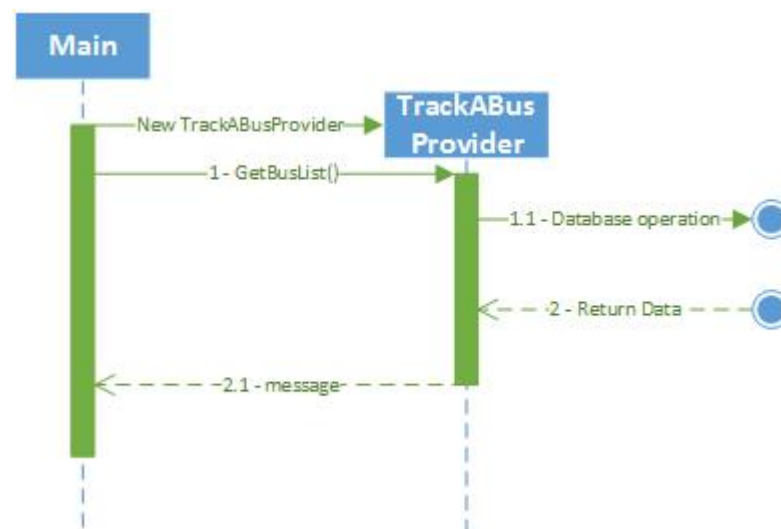 Main
TrackABus
Provider
New TrackABusProvider
1 - GetBusList()
1.1 - Database operation
2 - Return Data
2.1 - message